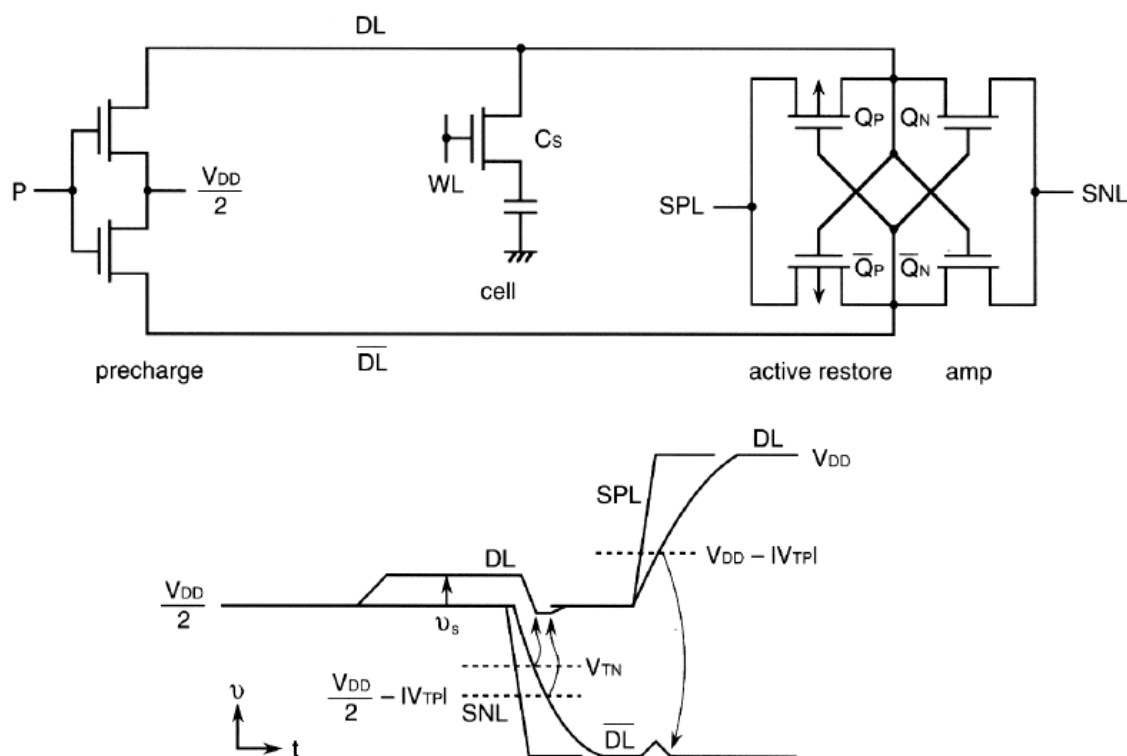 DL
P
V_DD/2
WL
C_S
cell
SPL
Q_P
Q_N
Q̅_P
Q̅_N
SNL
D̅L̅
precharge
active restore
amp
DL
V_DD
SPL
V_DD – |V_TP|
DL
V_DD/2
υ_s
V_TN
V_DD/2 – |V_TP|
SNL
D̅L̅
υ
t